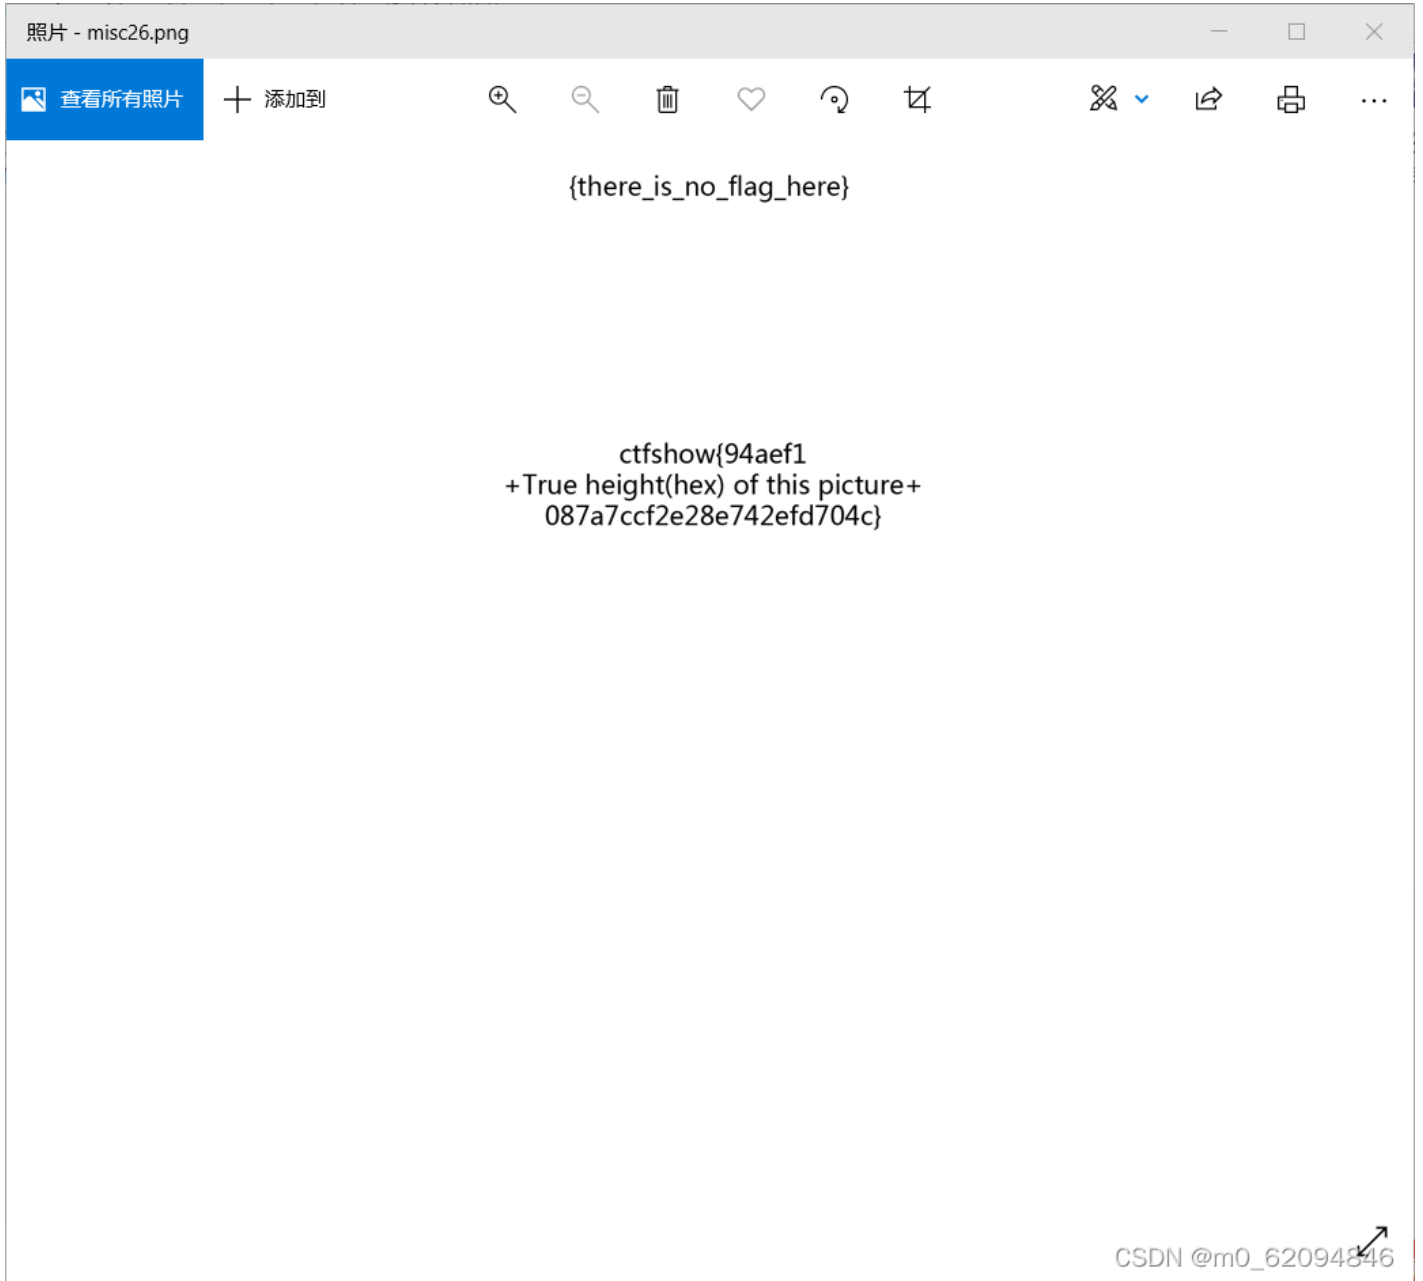 照片 - misc26.png
查看所有照片 添加到
{there_is_no_flag_here}
ctfshow{94aef1
+True height(hex) of this picture+
087a7ccf2e28e742efd704c}
CSDN @m0_62094846